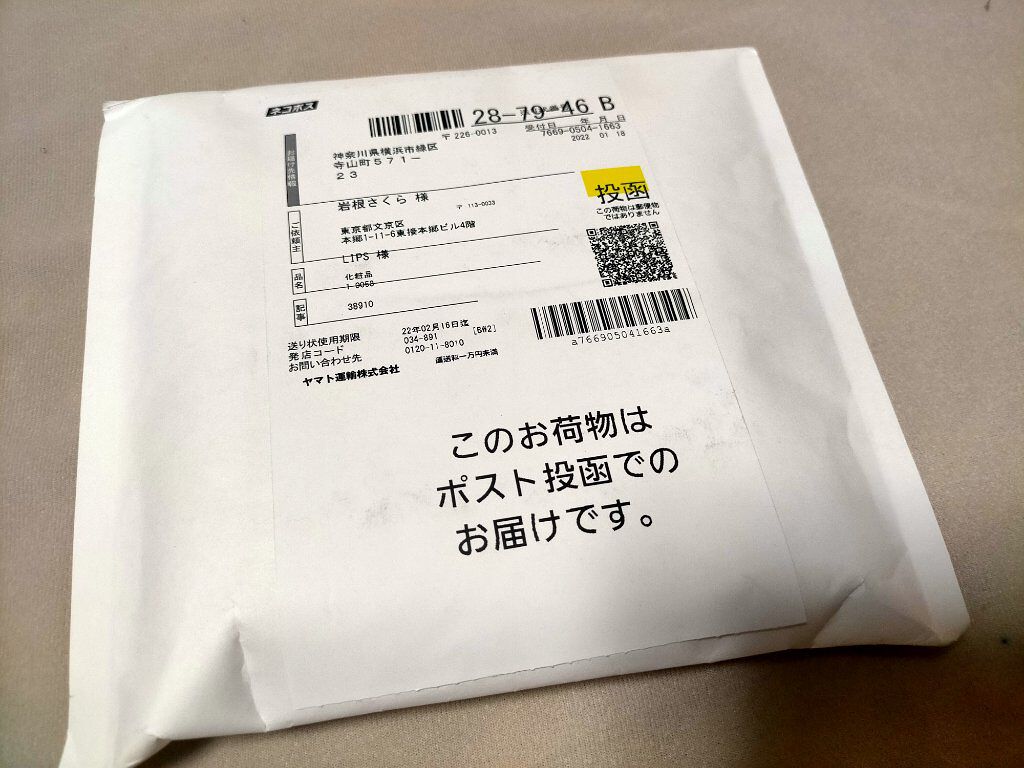 ネコポス
28-79-46 B
〒226-0013
受付日 年 月 日
7669-0504-1663
2022 01 18
お届け先情報
神奈川県横浜市緑区
寺山町571-
23
岩根さくら 様
投函
この荷物は郵便物
ではありません
〒 113-0033
ご依頼主
東京都文京区
本郷1-11-6東接本郷ビル4階
LIPS 様
品名
化粧品
1-0058
記事
38910
a766905041663a
送り状使用期限 22年02月16日迄
発店コード 034-891 [B#2]
お問い合わせ先 0120-11-8010
ヤマト運輸株式会社 運送料一万円未満
このお荷物は
ポスト投函での
お届けです。